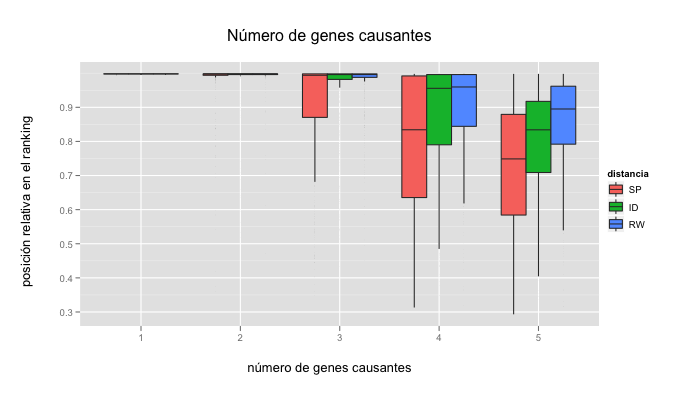 Número de genes causantes
posición relativa en el ranking
0.9
0.8
0.7
0.6
0.5
0.4
0.3
1 2 3 4 5
número de genes causantes
distancia
SP
ID
RW